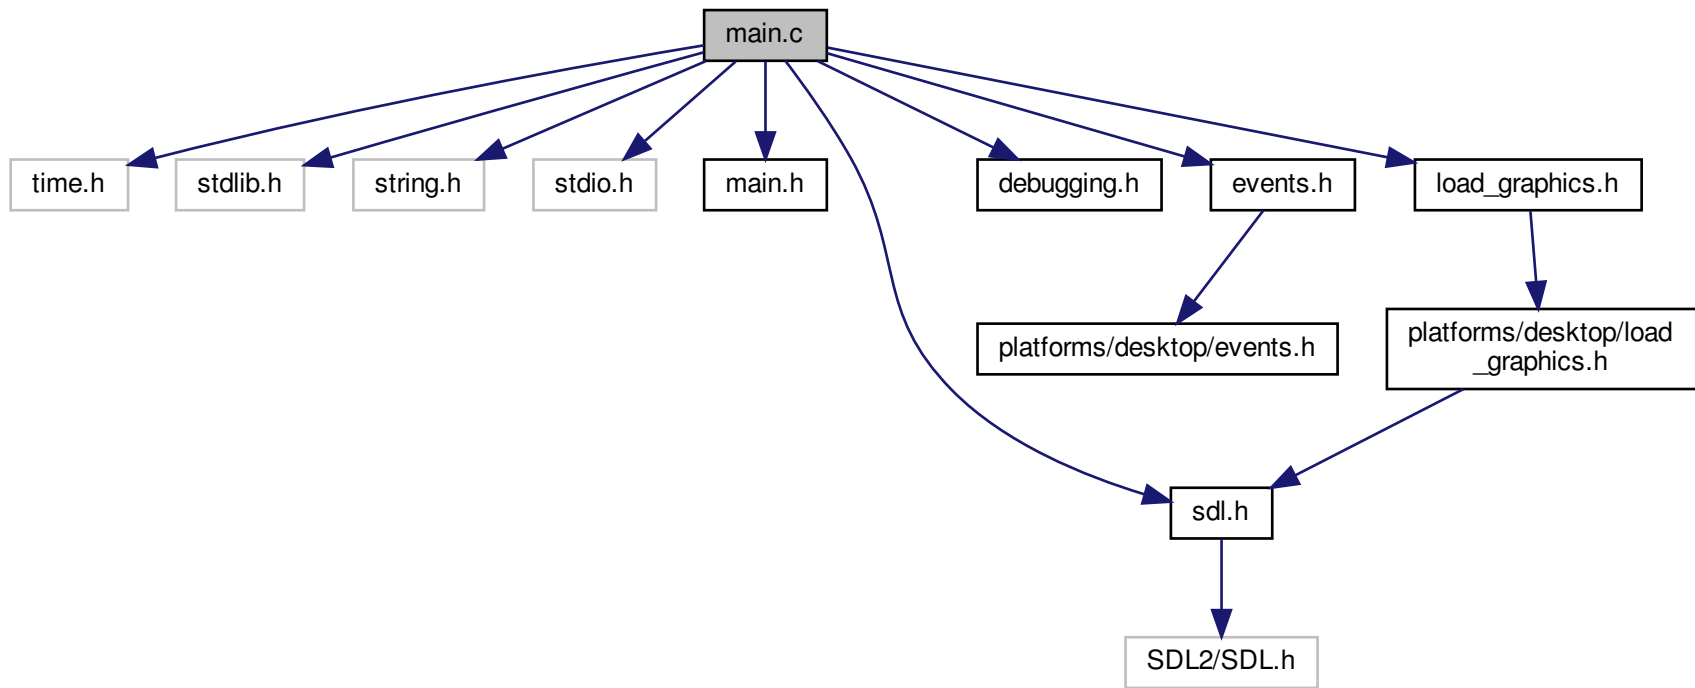 main.c
time.h
stdlib.h
string.h
stdio.h
main.h
debugging.h
events.h
load_graphics.h
platforms/desktop/events.h
platforms/desktop/load
_graphics.h
sdl.h
SDL2/SDL.h